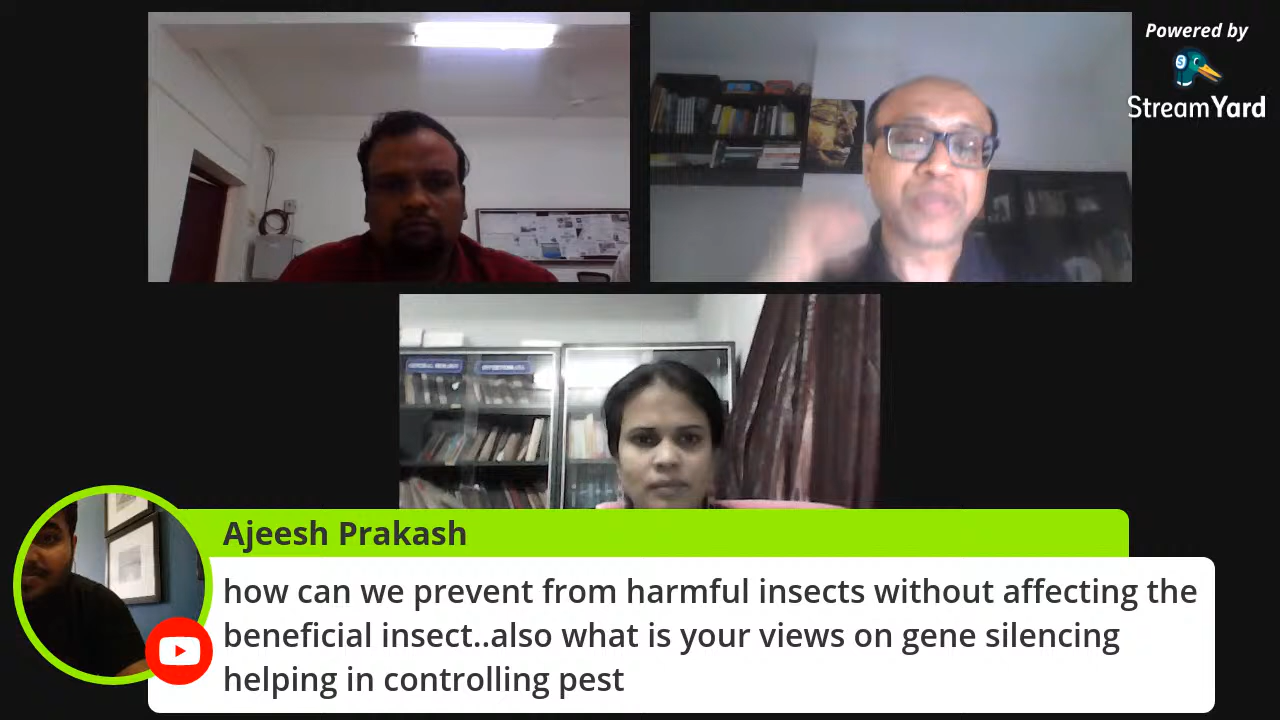 Powered by
StreamYard
Ajeesh Prakash
how can we prevent from harmful insects without affecting the
beneficial insect..also what is your views on gene silencing
helping in controlling pest